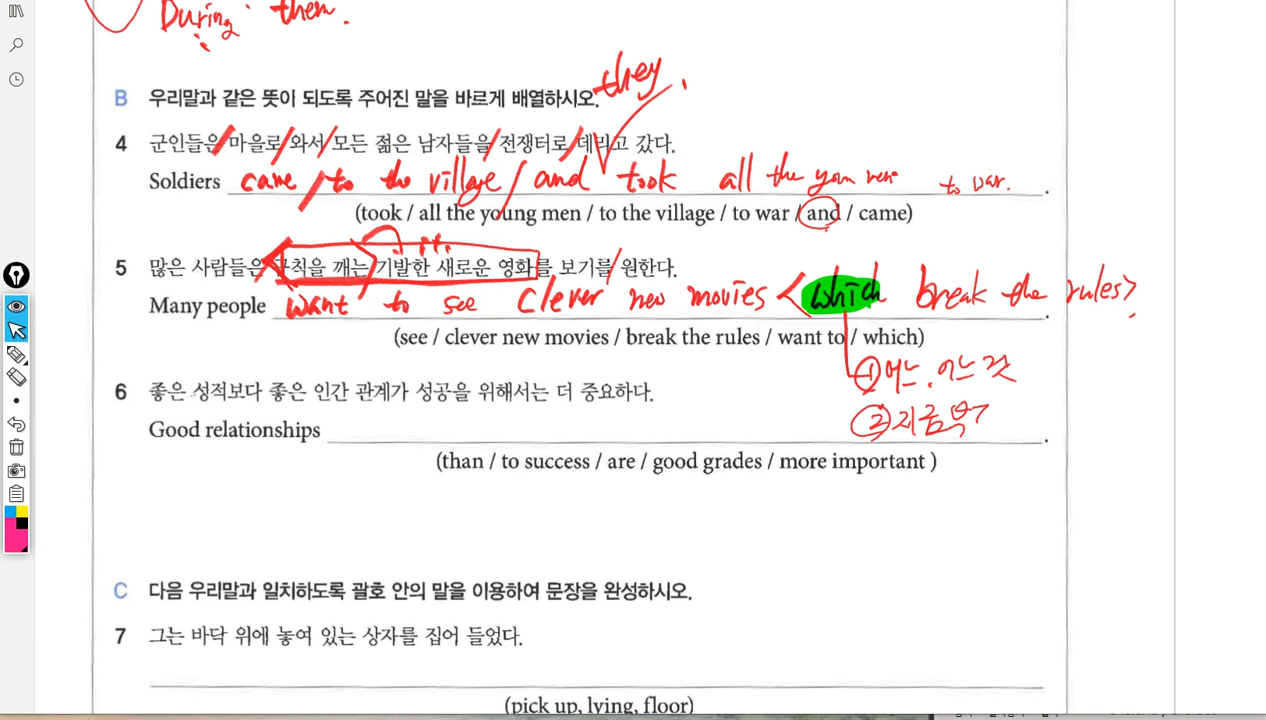 During them.
they.
B 우리말과 같은 뜻이 되도록 주어진 말을 바르게 배열하시오.
4 군인들은 마을로 와서 모든 젊은 남자들을 전쟁터로 데리고 갔다.
Soldiers came / to the village / and took all the young men to war.
(took / all the young men / to the village / to war / and / came)
5 많은 사람들은 규칙을 깨는 기발한 새로운 영화를 보기를 원한다.
Many people want to see clever new movies < which break the rules>.
(see / clever new movies / break the rules / want to / which)
① 어느, 어느 것
②
6 좋은 성적보다 좋은 인간 관계가 성공을 위해서는 더 중요하다.
Good relationships .
(than / to success / are / good grades / more important )
C 다음 우리말과 일치하도록 괄호 안의 말을 이용하여 문장을 완성하시오.
7 그는 바닥 위에 놓여 있는 상자를 집어 들었다.
(pick up, lying, floor)